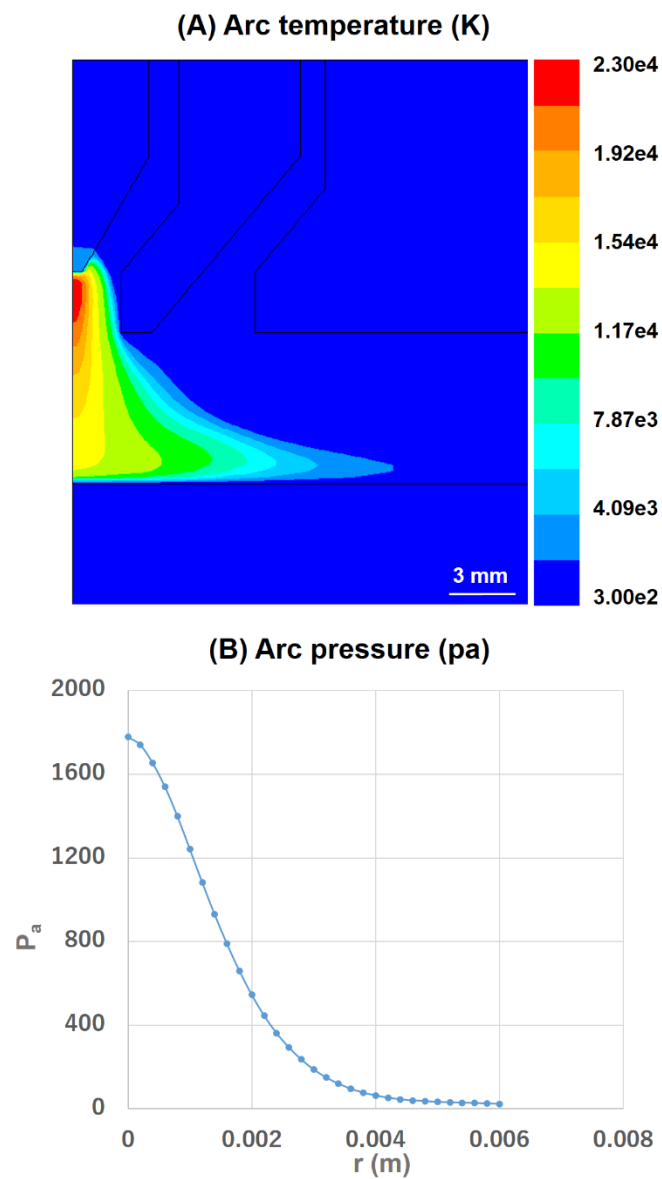 (A) Arc temperature (K)
2.30e4
1.92e4
1.54e4
1.17e4
7.87e3
4.09e3
3.00e2
3 mm
(B) Arc pressure (pa)
2000
1600
1200
800
400
0
Pₐ
0 0.002 0.004 0.006 0.008
r (m)